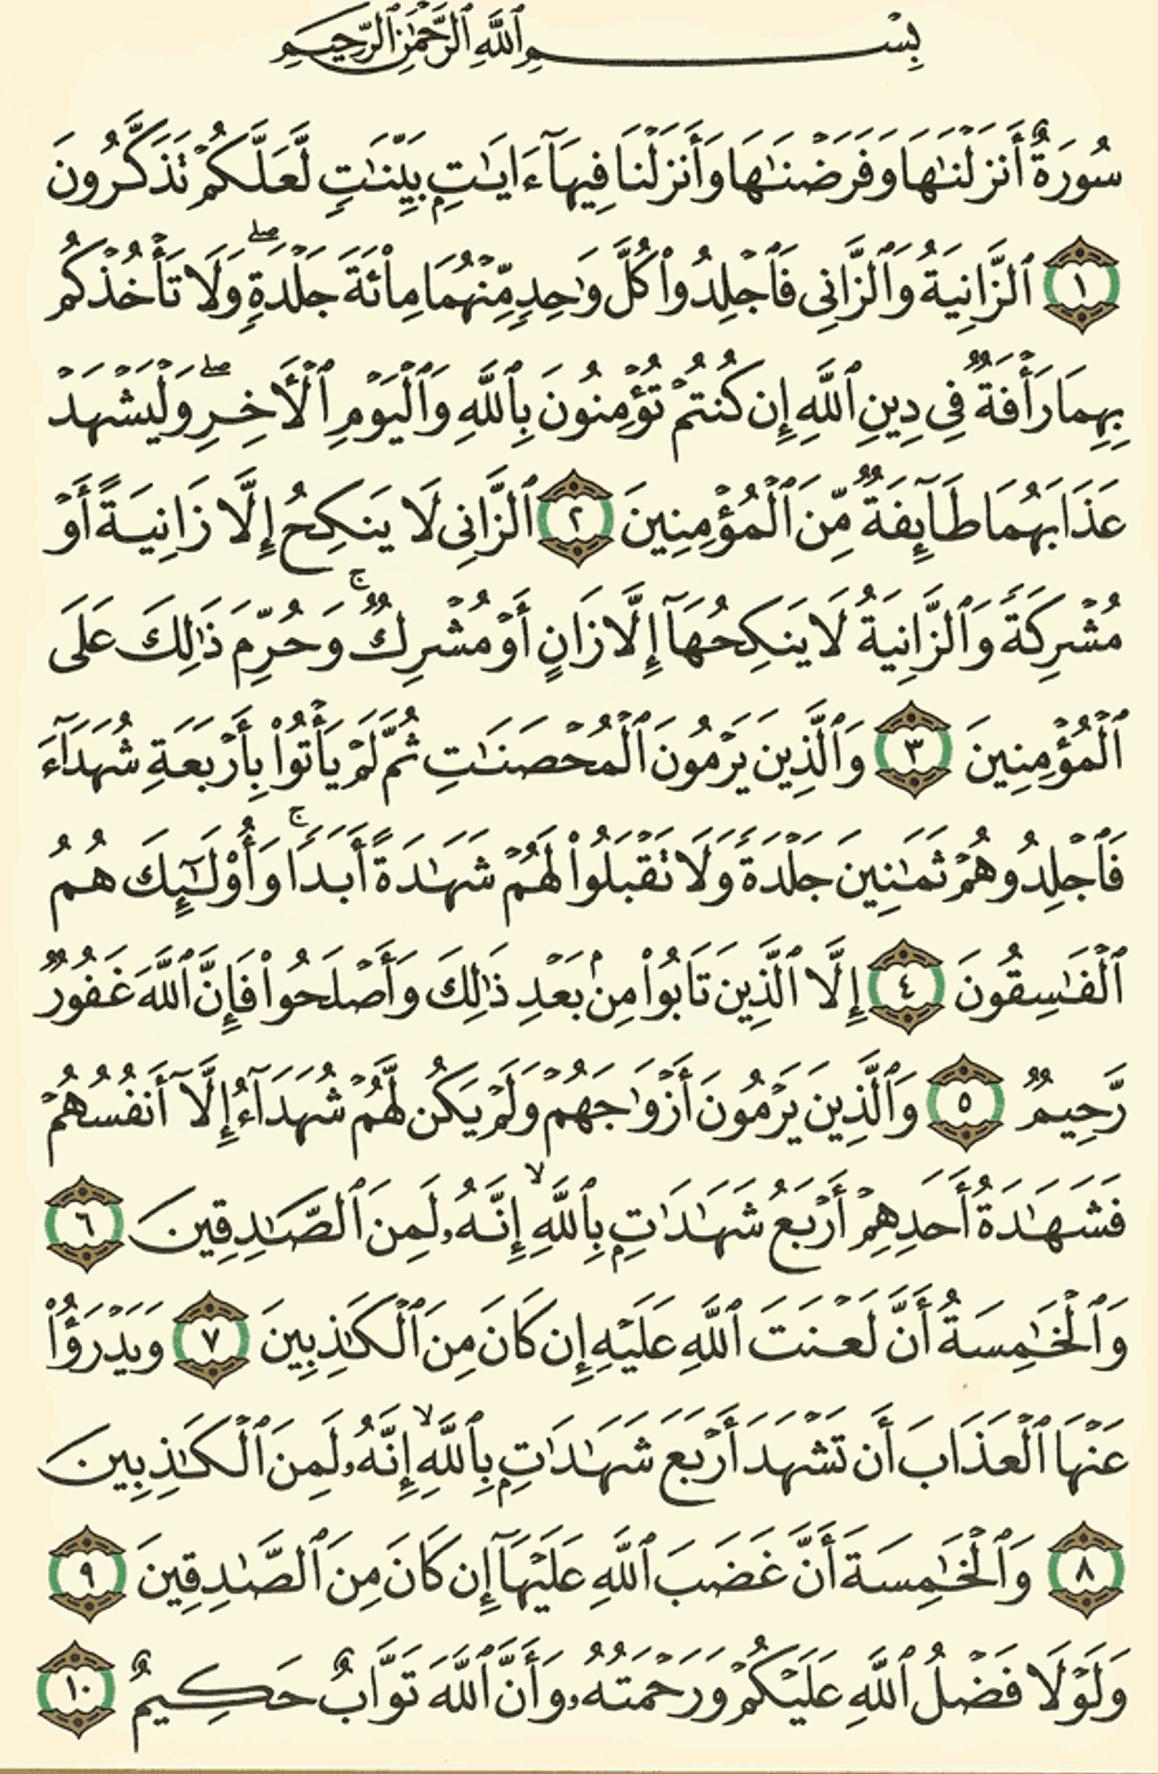 بِسْمِ ٱللَّهِ ٱلرَّحْمَٰنِ ٱلرَّحِيمِ
سُورَةٌ أَنزَلْنَٰهَا وَفَرَضْنَٰهَا وَأَنزَلْنَا فِيهَآ ءَايَٰتٍۭ بَيِّنَٰتٍ لَّعَلَّكُمْ تَذَكَّرُونَ
١ ٱلزَّانِيَةُ وَٱلزَّانِى فَٱجْلِدُوا۟ كُلَّ وَٰحِدٍ مِّنْهُمَا مِا۟ئَةَ جَلْدَةٍۖ وَلَا تَأْخُذْكُم
بِهِمَا رَأْفَةٌ فِى دِينِ ٱللَّهِ إِن كُنتُمْ تُؤْمِنُونَ بِٱللَّهِ وَٱلْيَوْمِ ٱلْءَاخِرِۖ وَلْيَشْهَدْ
عَذَابَهُمَا طَآئِفَةٌ مِّنَ ٱلْمُؤْمِنِينَ ٢ ٱلزَّانِى لَا يَنكِحُ إِلَّا زَانِيَةً أَوْ
مُشْرِكَةً وَٱلزَّانِيَةُ لَا يَنكِحُهَآ إِلَّا زَانٍ أَوْ مُشْرِكٌۚ وَحُرِّمَ ذَٰلِكَ عَلَى
ٱلْمُؤْمِنِينَ ٣ وَٱلَّذِينَ يَرْمُونَ ٱلْمُحْصَنَٰتِ ثُمَّ لَمْ يَأْتُوا۟ بِأَرْبَعَةِ شُهَدَآءَ
فَٱجْلِدُوهُمْ ثَمَٰنِينَ جَلْدَةً وَلَا تَقْبَلُوا۟ لَهُمْ شَهَٰدَةً أَبَدًاۚ وَأُو۟لَٰٓئِكَ هُمُ
ٱلْفَٰسِقُونَ ٤ إِلَّا ٱلَّذِينَ تَابُوا۟ مِنۢ بَعْدِ ذَٰلِكَ وَأَصْلَحُوا۟ فَإِنَّ ٱللَّهَ غَفُورٌ
رَّحِيمٌ ٥ وَٱلَّذِينَ يَرْمُونَ أَزْوَٰجَهُمْ وَلَمْ يَكُن لَّهُمْ شُهَدَآءُ إِلَّآ أَنفُسُهُمْ
فَشَهَٰدَةُ أَحَدِهِمْ أَرْبَعُ شَهَٰدَٰتٍۭ بِٱللَّهِۙ إِنَّهُۥ لَمِنَ ٱلصَّٰدِقِينَ ٦
وَٱلْخَٰمِسَةُ أَنَّ لَعْنَتَ ٱللَّهِ عَلَيْهِ إِن كَانَ مِنَ ٱلْكَٰذِبِينَ ٧ وَيَدْرَؤُا۟
عَنْهَا ٱلْعَذَابَ أَن تَشْهَدَ أَرْبَعَ شَهَٰدَٰتٍۭ بِٱللَّهِۙ إِنَّهُۥ لَمِنَ ٱلْكَٰذِبِينَ
٨ وَٱلْخَٰمِسَةَ أَنَّ غَضَبَ ٱللَّهِ عَلَيْهَآ إِن كَانَ مِنَ ٱلصَّٰدِقِينَ ٩
وَلَوْلَا فَضْلُ ٱللَّهِ عَلَيْكُمْ وَرَحْمَتُهُۥ وَأَنَّ ٱللَّهَ تَوَّابٌ حَكِيمٌ ١٠